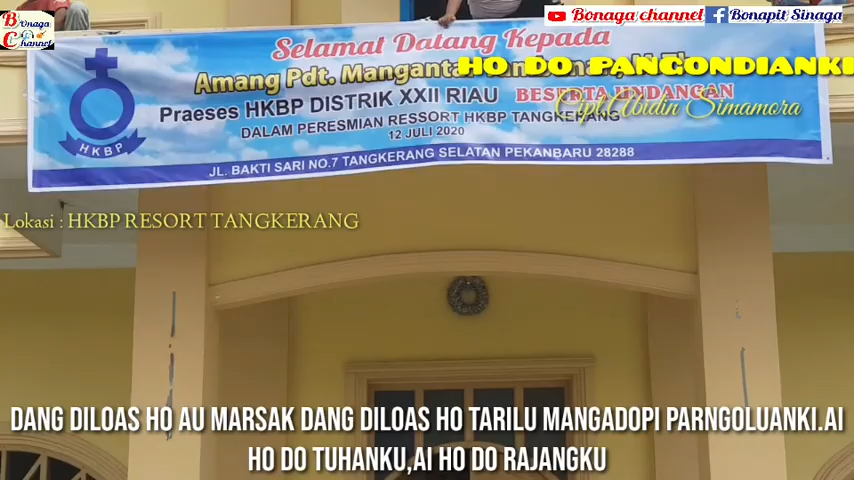 BONAGA
Channel
Bonaga channel
Bonapit Sinaga
Selamat Datang Kepada
HO DO PANGONDIANKI
Amang Pdt.
BESERTA UNDANGAN
Praeses HKBP DISTRIK XXII RIAU
Cipt Abidin Simamora
DALAM PERESMIAN RESSORT HKBP TANGKERANG
12 JULI 2020
HKBP
JL. BAKTI SARI NO.7 TANGKERANG SELATAN PEKANBARU 28288
Lokasi : HKBP RESORT TANGKERANG
DANG DILOAS HO AU MARSAK DANG DILOAS HO TARILU MANGADOPI PARNGOLUANKI.AI
HO DO TUHANKU,AI HO DO RAJANGKU